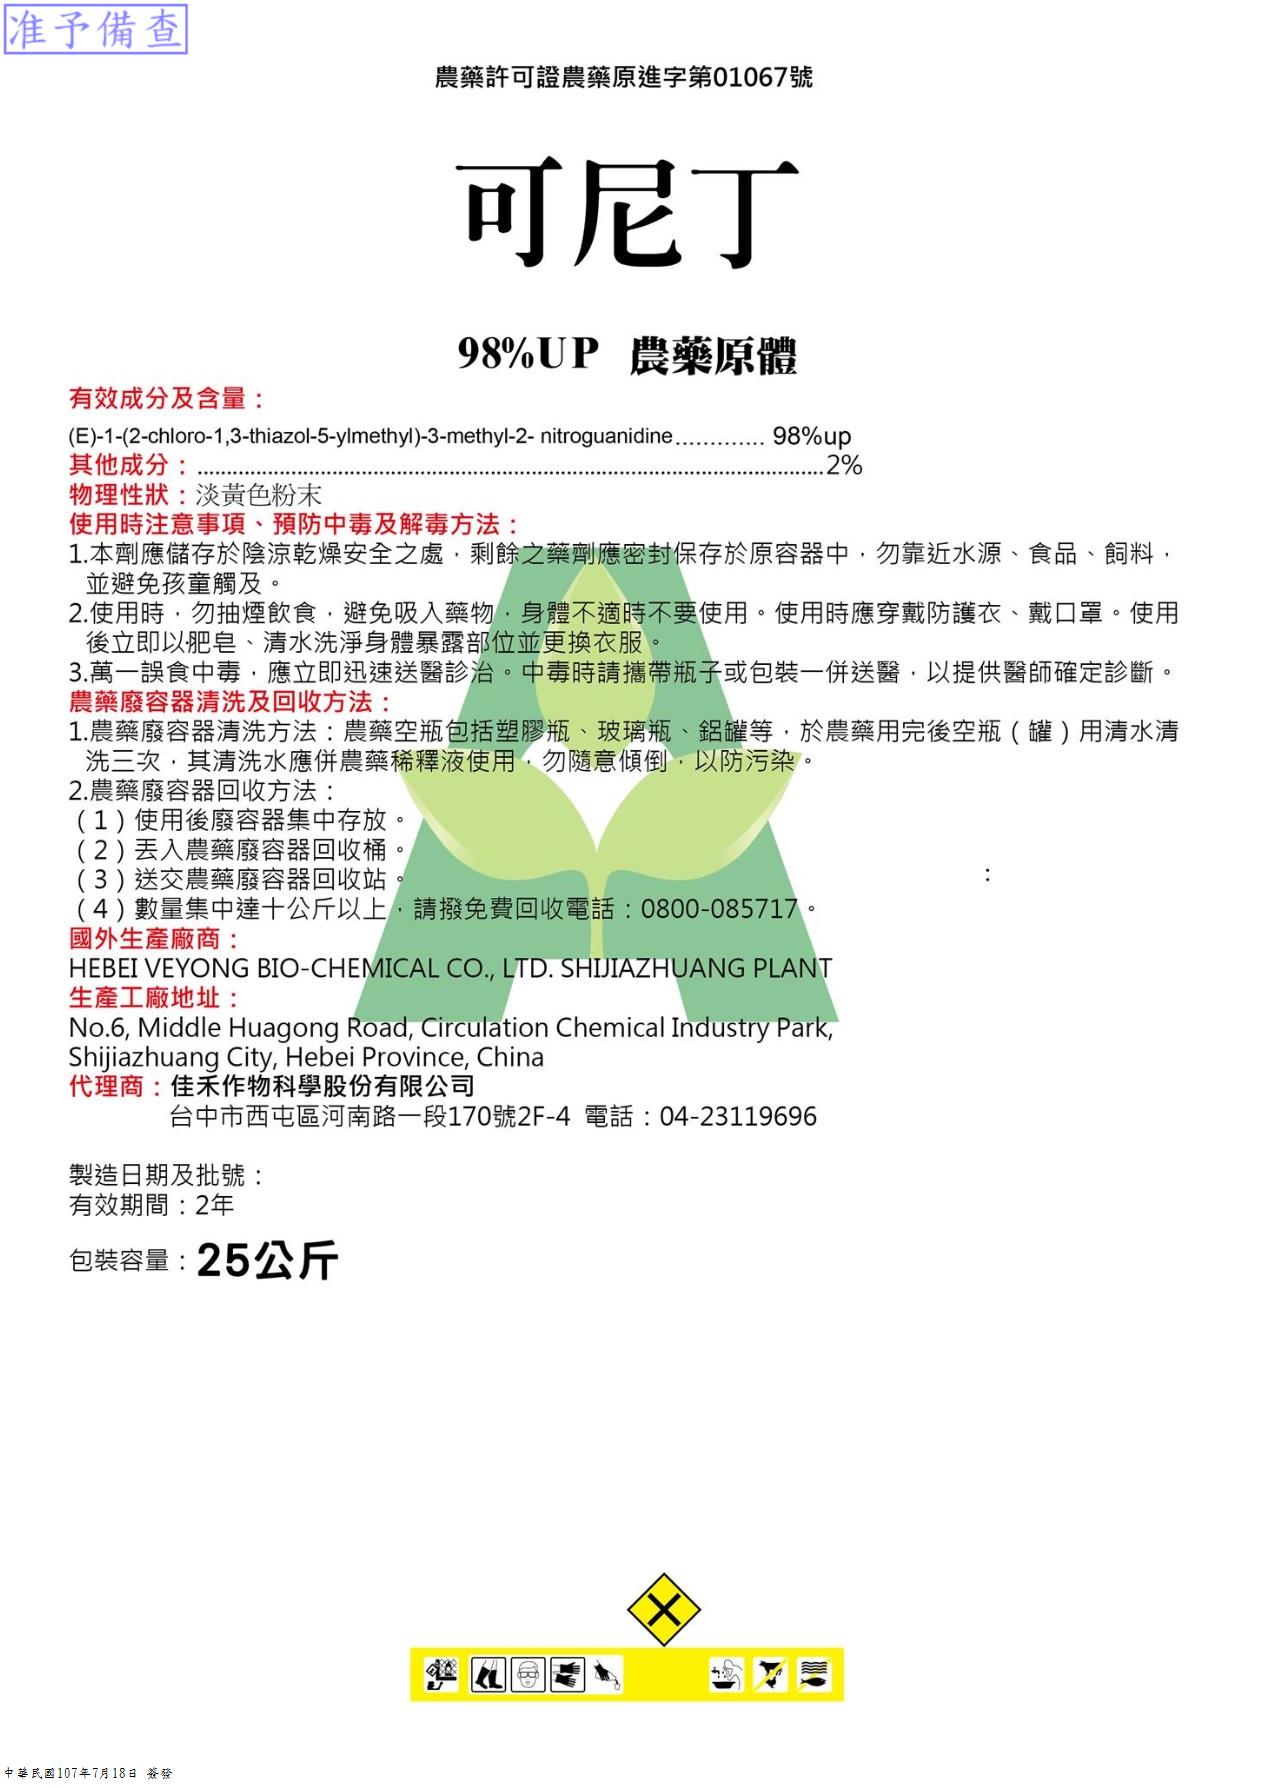 准予備查
農藥許可證農藥原進字第01067號
可尼丁
98%UP 農藥原體
有效成分及含量：
(E)-1-(2-chloro-1,3-thiazol-5-ylmethyl)-3-methyl-2- nitroguanidine............. 98%up
其他成分：...........................................................................................................2%
物理性狀：淡黃色粉末
使用時注意事項、預防中毒及解毒方法：
1.本劑應儲存於陰涼乾燥安全之處，剩餘之藥劑應密封保存於原容器中，勿靠近水源、食品、飼料，
並避免孩童觸及。
2.使用時，勿抽煙飲食，避免吸入藥物，身體不適時不要使用。使用時應穿戴防護衣、戴口罩。使用
後立即以肥皂、清水洗淨身體暴露部位並更換衣服。
3.萬一誤食中毒，應立即迅速送醫診治。中毒時請攜帶瓶子或包裝一併送醫，以提供醫師確定診斷。
農藥廢容器清洗及回收方法：
1.農藥廢容器清洗方法：農藥空瓶包括塑膠瓶、玻璃瓶、鋁罐等，於農藥用完後空瓶（罐）用清水清
洗三次，其清洗水應併農藥稀釋液使用，勿隨意傾倒，以防污染。
2.農藥廢容器回收方法：
（1）使用後廢容器集中存放。
（2）丟入農藥廢容器回收桶。
（3）送交農藥廢容器回收站。
：
（4）數量集中達十公斤以上，請撥免費回收電話：0800-085717。
國外生產廠商：
HEBEI VEYONG BIO-CHEMICAL CO., LTD. SHIJIAZHUANG PLANT
生產工廠地址：
No.6, Middle Huagong Road, Circulation Chemical Industry Park,
Shijiazhuang City, Hebei Province, China
代理商：佳禾作物科學股份有限公司
台中市西屯區河南路一段170號2F-4 電話：04-23119696
製造日期及批號：
有效期間：2年
包裝容量：25公斤
中華民國107年7月18日 簽發